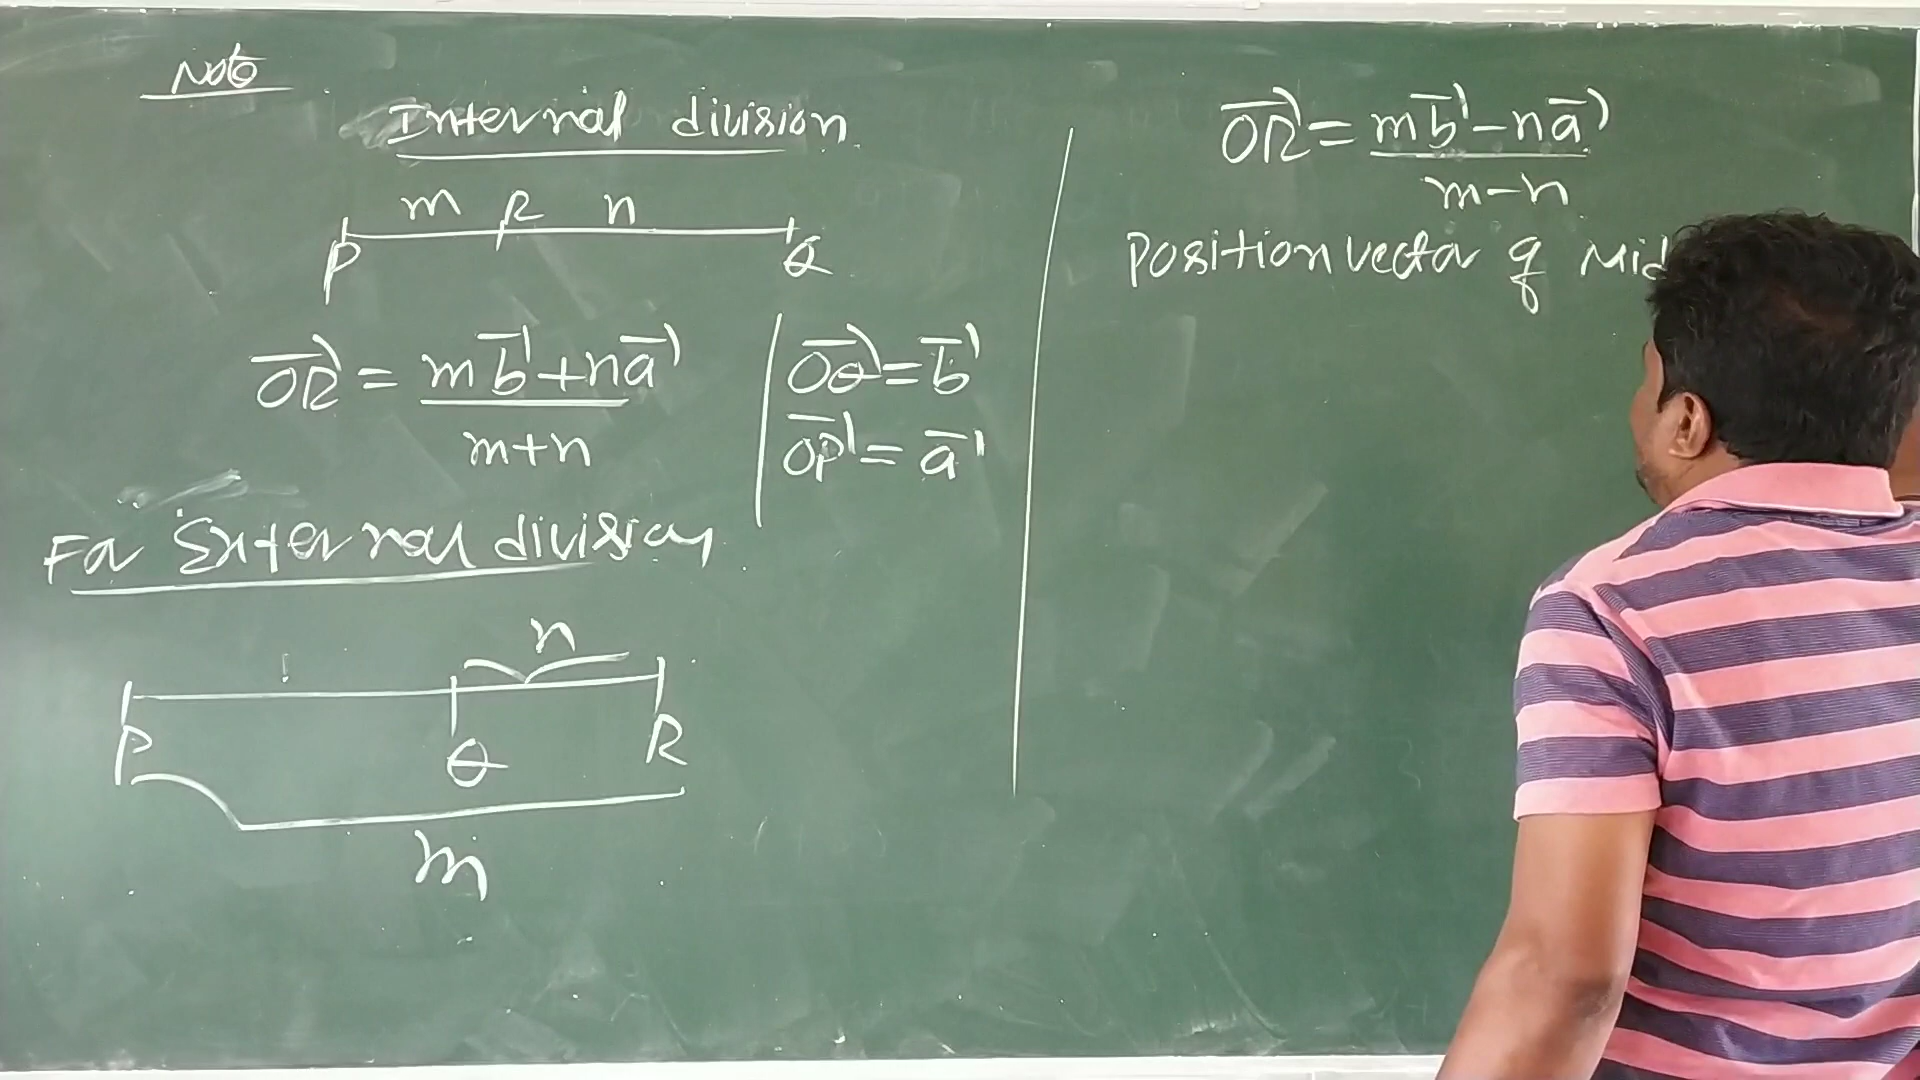 Note
Internal division
m R n
P Q
OR = mb + na / m+n
OQ = b
OP = a
For External division
n
P Q R
m
OR = mb - na / m-n
Position vector of Mid